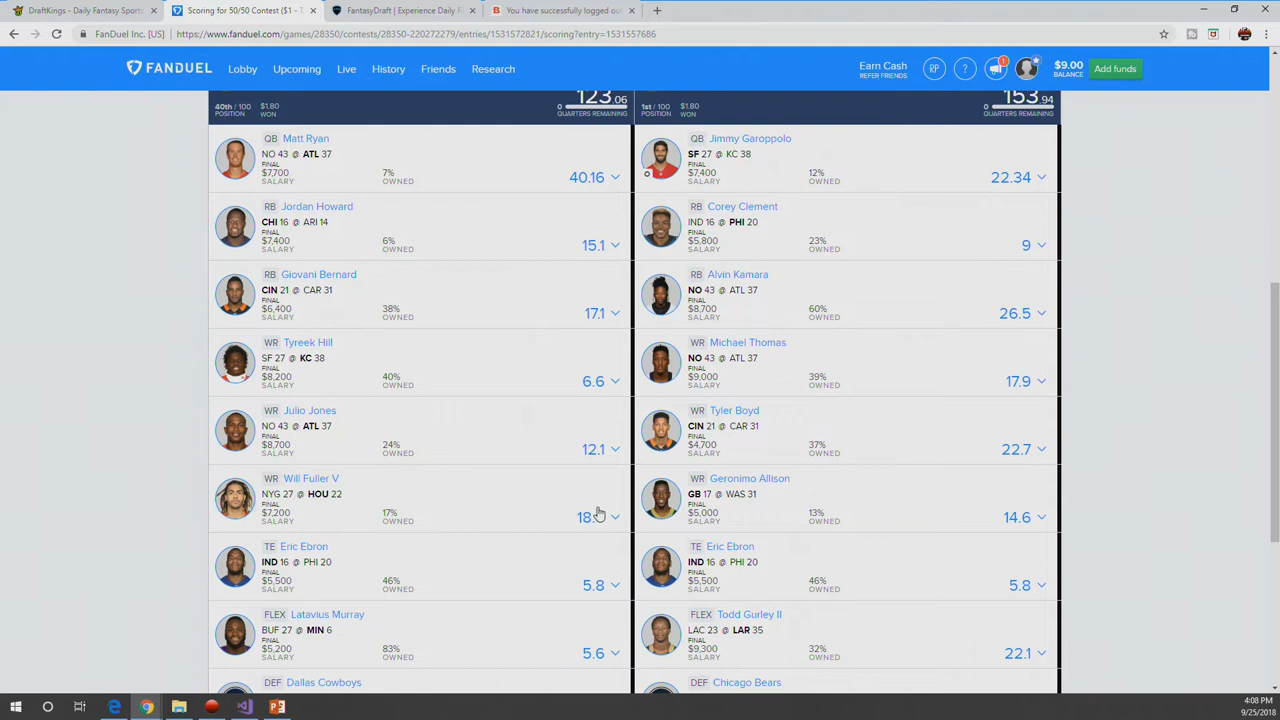 DraftKings - Daily Fantasy Sports
Scoring for 50/50 Contest ($1 - T
FantasyDraft | Experience Daily F
You have successfully logged out
FanDuel Inc. [US] | https://www.fanduel.com/games/28350/contests/28350-220272279/entries/1531572821/scoring?entry=1531557686
FANDUEL Lobby Upcoming Live History Friends Research
Earn Cash
REFER FRIENDS
RF ? 1
$9.00
BALANCE
Add funds
40th / 100
POSITION
$1.80
WON
123.06
0
QUARTERS REMAINING
1st / 100
POSITION
$1.80
WON
153.94
0
QUARTERS REMAINING
QB Matt Ryan
NO 43 @ ATL 37
FINAL
$7,700
SALARY
7%
OWNED
40.16
QB Jimmy Garoppolo
SF 27 @ KC 38
FINAL
$7,400
SALARY
12%
OWNED
22.34
RB Jordan Howard
CHI 16 @ ARI 14
FINAL
$7,400
SALARY
6%
OWNED
15.1
RB Corey Clement
IND 16 @ PHI 20
FINAL
$5,800
SALARY
23%
OWNED
9
RB Giovani Bernard
CIN 21 @ CAR 31
FINAL
$6,400
SALARY
38%
OWNED
17.1
RB Alvin Kamara
NO 43 @ ATL 37
FINAL
$8,700
SALARY
60%
OWNED
26.5
WR Tyreek Hill
SF 27 @ KC 38
FINAL
$8,200
SALARY
40%
OWNED
6.6
WR Michael Thomas
NO 43 @ ATL 37
FINAL
$9,000
SALARY
39%
OWNED
17.9
WR Julio Jones
NO 43 @ ATL 37
FINAL
$8,700
SALARY
24%
OWNED
12.1
WR Tyler Boyd
CIN 21 @ CAR 31
FINAL
$4,700
SALARY
37%
OWNED
22.7
WR Will Fuller V
NYG 27 @ HOU 22
FINAL
$7,200
SALARY
17%
OWNED
WR Geronimo Allison
GB 17 @ WAS 31
FINAL
$5,000
SALARY
13%
OWNED
14.6
TE Eric Ebron
IND 16 @ PHI 20
FINAL
$5,500
SALARY
46%
OWNED
5.8
TE Eric Ebron
IND 16 @ PHI 20
FINAL
$5,500
SALARY
46%
OWNED
5.8
FLEX Latavius Murray
BUF 27 @ MIN 6
FINAL
$5,200
SALARY
83%
OWNED
5.6
FLEX Todd Gurley II
LAC 23 @ LAR 35
FINAL
$9,300
SALARY
32%
OWNED
22.1
DEF Dallas Cowboys
DEF Chicago Bears
4:08 PM
9/25/2018